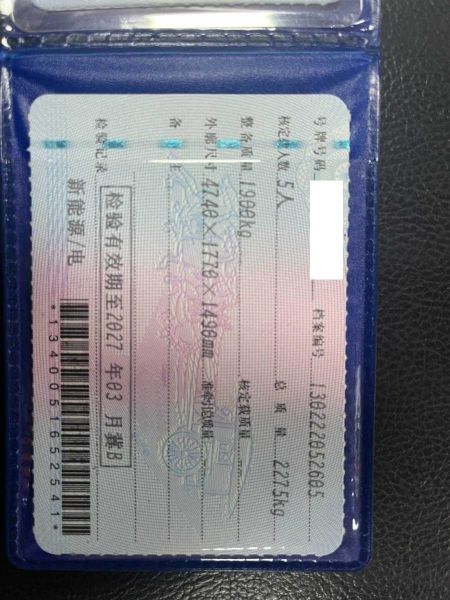 号牌号码 档案编号 130222052605
核定载人数 5人 总质量 2275kg
整备质量 1900kg 核定载质量
外廓尺寸 4740×1770×1490mm 准牵引总质量
备注
检验记录 检验有效期至2027年03月冀B
新能源/电
*1340051652541*